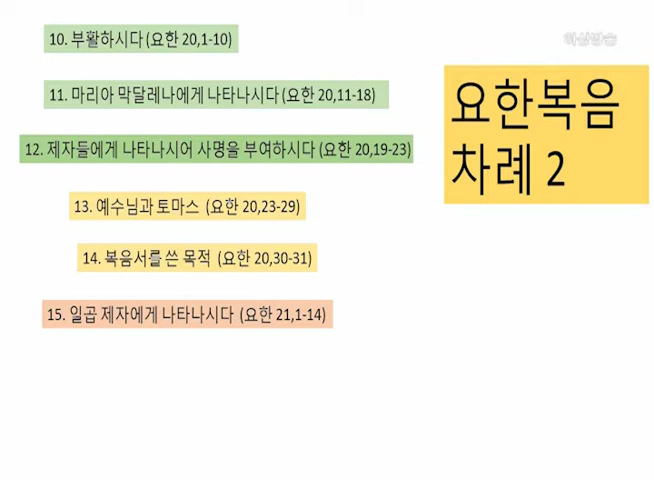 10. 부활하시다 (요한 20,1-10)
11. 마리아 막달레나에게 나타나시다 (요한 20,11-18)
12. 제자들에게 나타나시어 사명을 부여하시다 (요한 20,19-23)
13. 예수님과 토마스 (요한 20,23-29)
14. 복음서를 쓴 목적 (요한 20,30-31)
15. 일곱 제자에게 나타나시다 (요한 21,1-14)
하상방송
요한복음
차례 2